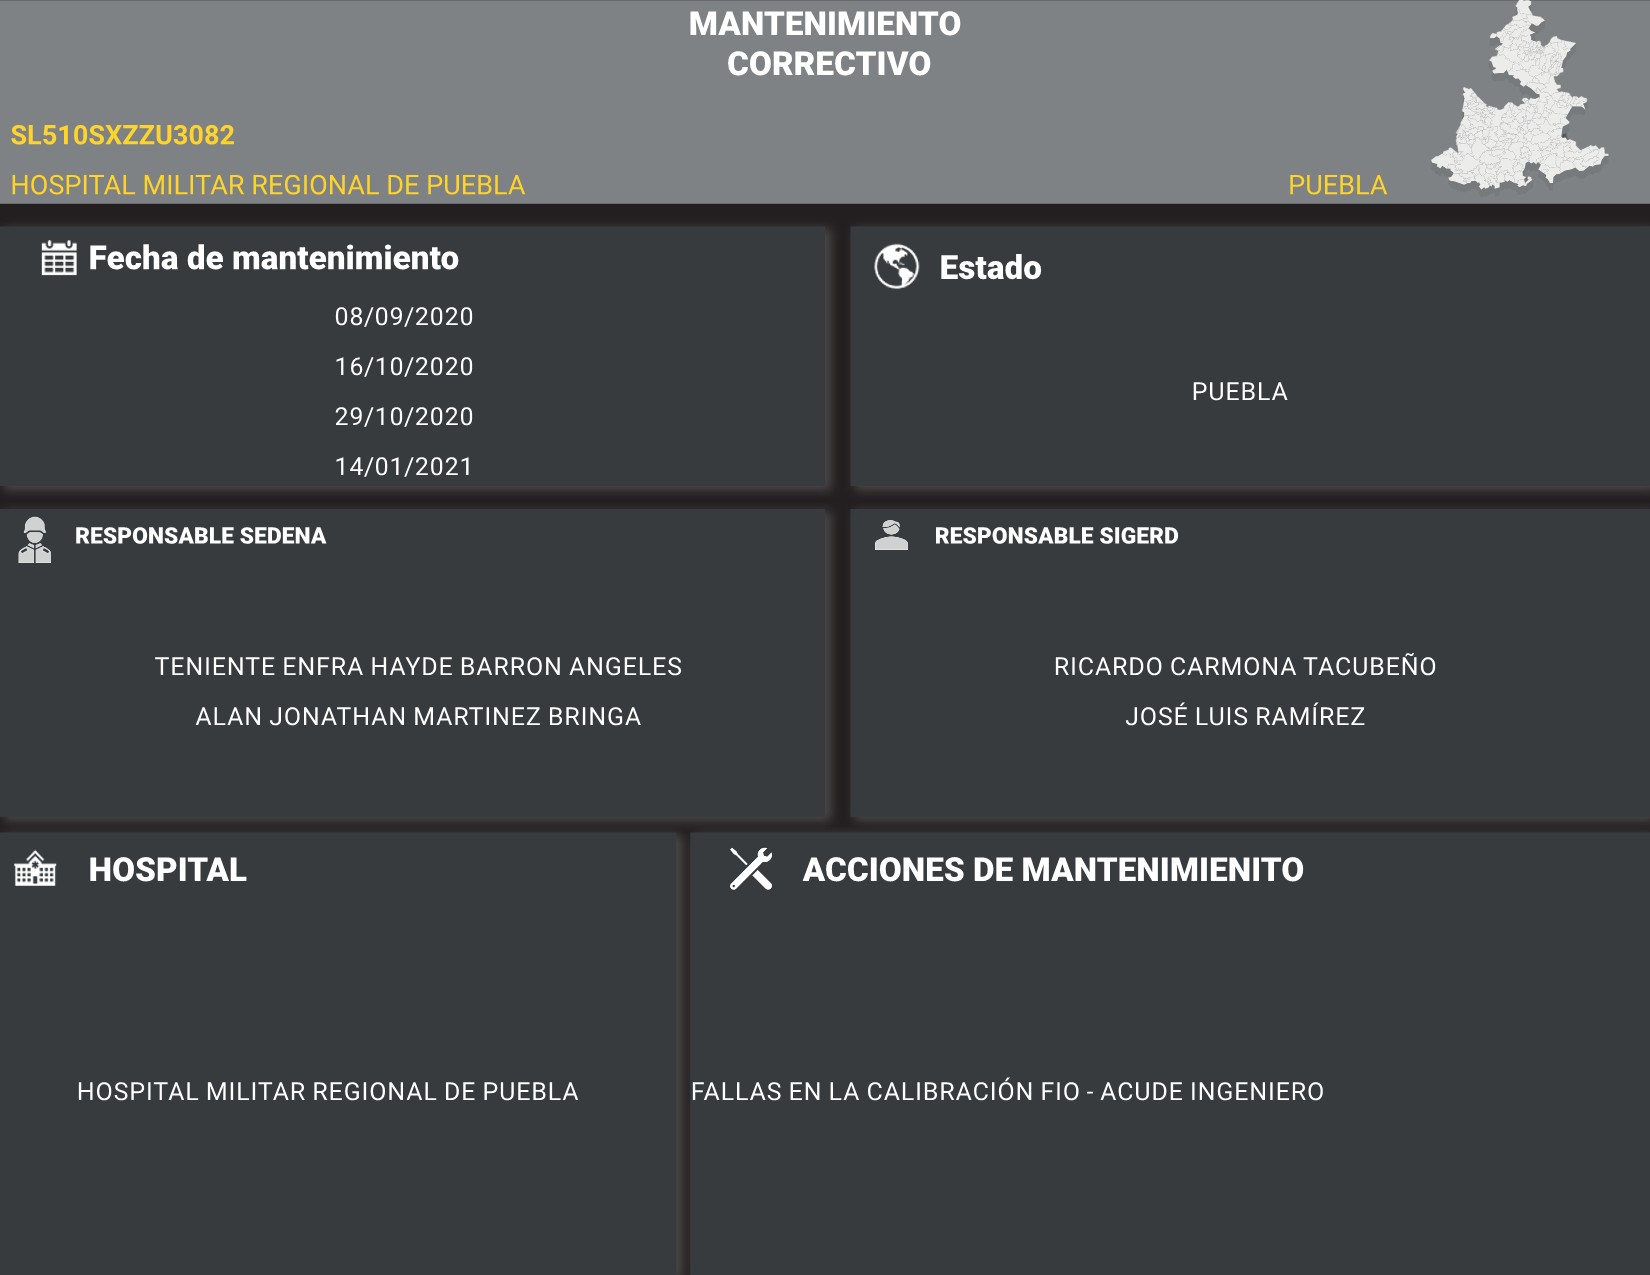 MANTENIMIENTO
CORRECTIVO
SL510SXZZU3082
HOSPITAL MILITAR REGIONAL DE PUEBLA
PUEBLA
Fecha de mantenimiento
08/09/2020
16/10/2020
29/10/2020
14/01/2021
Estado
PUEBLA
RESPONSABLE SEDENA
TENIENTE ENFRA HAYDE BARRON ANGELES
ALAN JONATHAN MARTINEZ BRINGA
RESPONSABLE SIGERD
RICARDO CARMONA TACUBEÑO
JOSÉ LUIS RAMÍREZ
HOSPITAL
HOSPITAL MILITAR REGIONAL DE PUEBLA
ACCIONES DE MANTENIMIENITO
FALLAS EN LA CALIBRACIÓN FIO - ACUDE INGENIERO